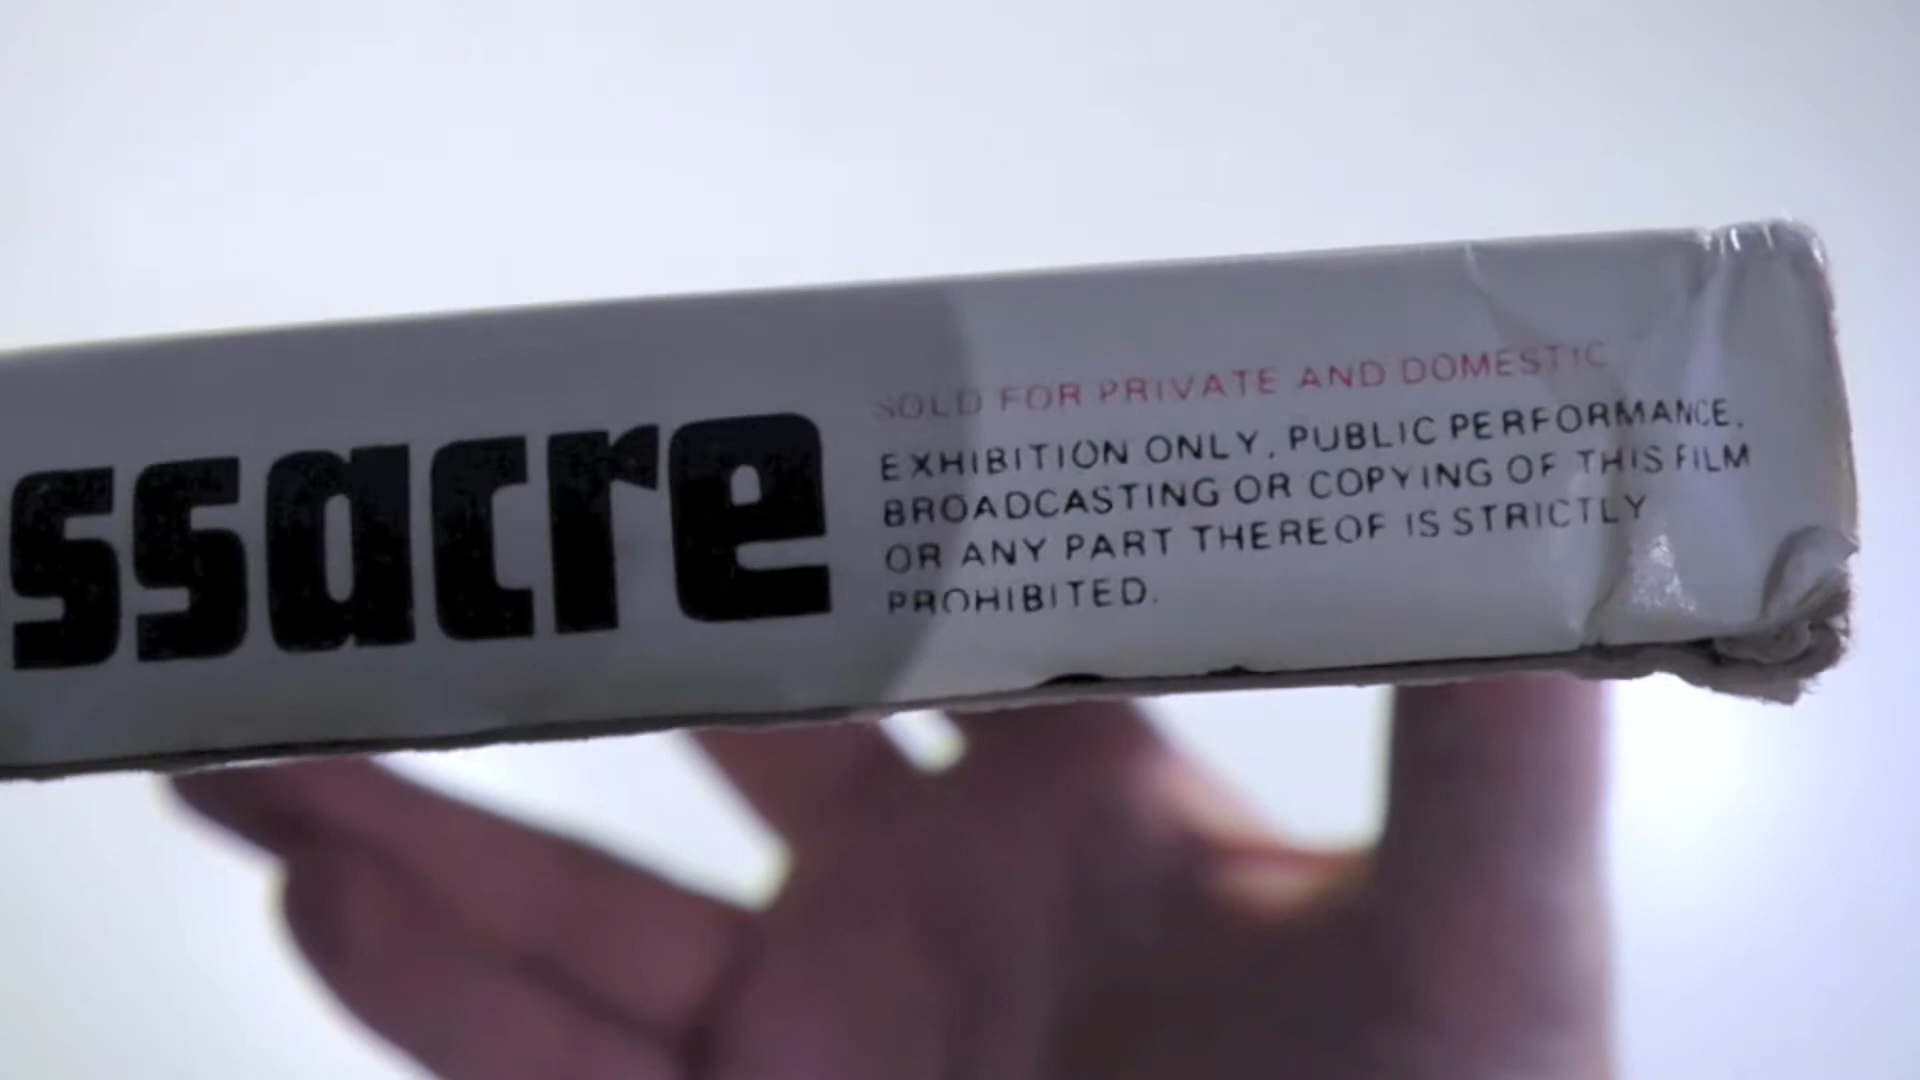 ssacre
SOLD FOR PRIVATE AND DOMESTIC
EXHIBITION ONLY, PUBLIC PERFORMANCE,
BROADCASTING OR COPYING OF THIS FILM
OR ANY PART THEREOF IS STRICTLY
PROHIBITED.